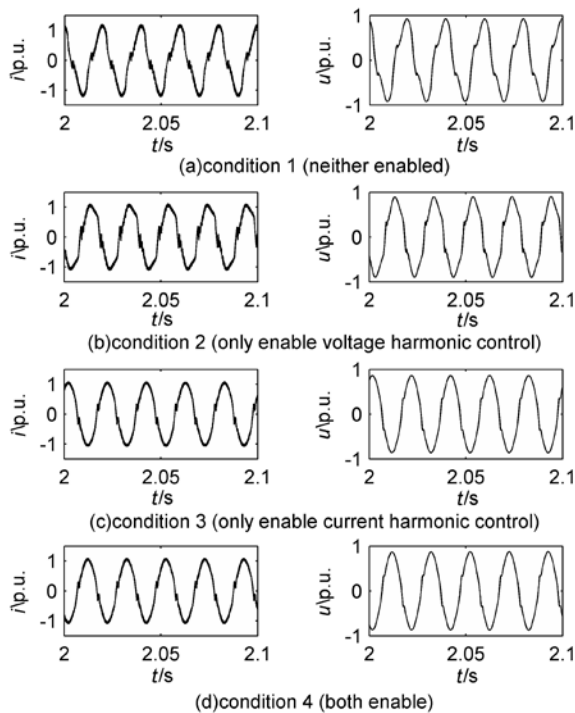 i\p.u.
1
0
-1
2
2.05
2.1
t/s
u\p.u.
1
0
-1
2
2.05
2.1
t/s
(a)condition 1 (neither enabled)
i\p.u.
1
0
-1
2
2.05
2.1
t/s
u\p.u.
1
0
-1
2
2.05
2.1
t/s
(b)condition 2 (only enable voltage harmonic control)
i\p.u.
1
0
-1
2
2.05
2.1
t/s
u\p.u.
1
0
-1
2
2.05
2.1
t/s
(c)condition 3 (only enable current harmonic control)
i\p.u.
1
0
-1
2
2.05
2.1
t/s
u\p.u.
1
0
-1
2
2.05
2.1
t/s
(d)condition 4 (both enable)